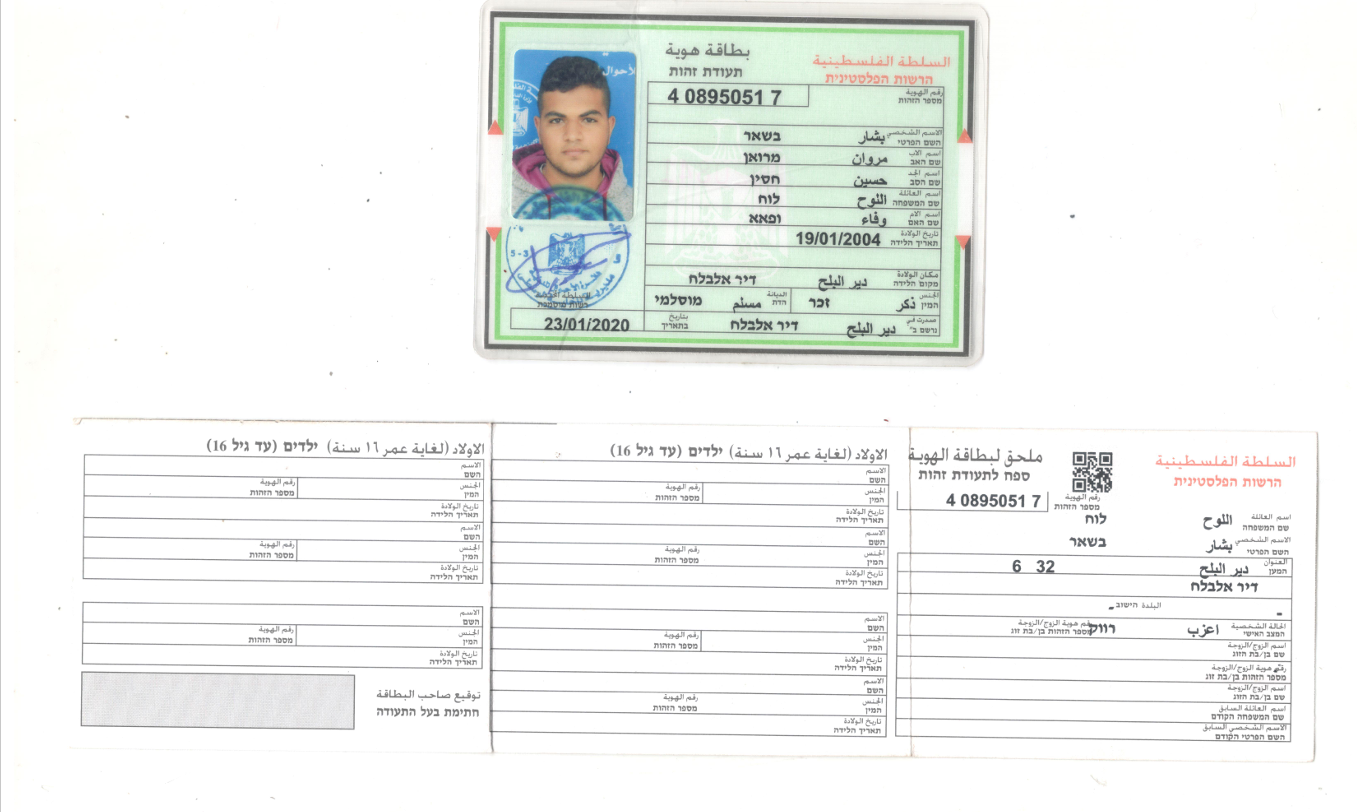 بطاقة هوية
תעודת זהות
السلطة الفلسطينية
הרשות הפלסטינית
رقم الهوية
מספר הזהות
4 0895051 7
الاسم الشخصي بشار
השם הפרטי בשאר
اسم الاب مروان
שם האב מרואן
اسم الجد حسين
שם הסב חסין
اسم العائلة اللوح
שם המשפחה לוח
اسم الام وفاء
שם האם ופאא
تاريخ الولادة
תאריך הלידה
19/01/2004
مكان الولادة دير البلح
מקום הלידה דיר אלבלח
الجنس ذكر
המין זכר
الديانة مسلم
הדת מוסלמי
صدرت في دير البلح
נרשם ב" דיר אלבלח
بتاريخ
בתאריך
23/01/2020
السلطة الفلسطينية
הרשות הפלסטינית
ملحق لبطاقة الهوية
ספח לתעודת זהות
رقم الهوية
מספר הזהות
4 0895051 7
اسم العائلة اللوح
שם המשפחה לוח
الاسم الشخصي بشار
השם הפרטי בשאר
العنوان دير البلح
המען
32 6
דיר אלבלח
البلدة הישוב -
-
الحالة الشخصية اعزب
המצב האישי רווק
رقم هوية الزوج/الزوجة
מספר הזהות בן/בת זוג
اسم الزوج/الزوجة
שם בן/בת הזוג
رقم هوية الزوج/الزوجة
מספר הזהות בן/בת זוג
اسم الزوج/الزوجة
שם בן/בת הזוג
اسم العائلة السابق
שם המשפחה הקודם
الاسم الشخصي السابق
השם הפרטי הקודם
الاولاد (لغاية عمر ١٦ سنة) ילדים (עד גיל 16)
الاسم
השם
الجنس رقم الهوية
המין מספר הזהות
تاريخ الولادة
תאריך הלידה
الاسم
השם
الجنس رقم الهوية
המין מספר הזהות
تاريخ الولادة
תאריך הלידה
الاسم
השם
الجنس رقم الهوية
המין מספר הזהות
تاريخ الولادة
תאריך הלידה
الاسم
השם
الجنس رقم الهوية
המין מספר הזהות
تاريخ الولادة
תאריך הלידה
الاولاد (لغاية عمر ١٦ سنة) ילדים (עד גיל 16)
الاسم
השם
الجنس رقم الهوية
המין מספר הזהות
تاريخ الولادة
תאריך הלידה
الاسم
השם
الجنس رقم الهوية
המין מספר הזהות
تاريخ الولادة
תאריך הלידה
الاسم
השם
الجنس رقم الهوية
המין מספר הזהות
تاريخ الولادة
תאריך הלידה
توقيع صاحب البطاقة
חתימת בעל התעודה